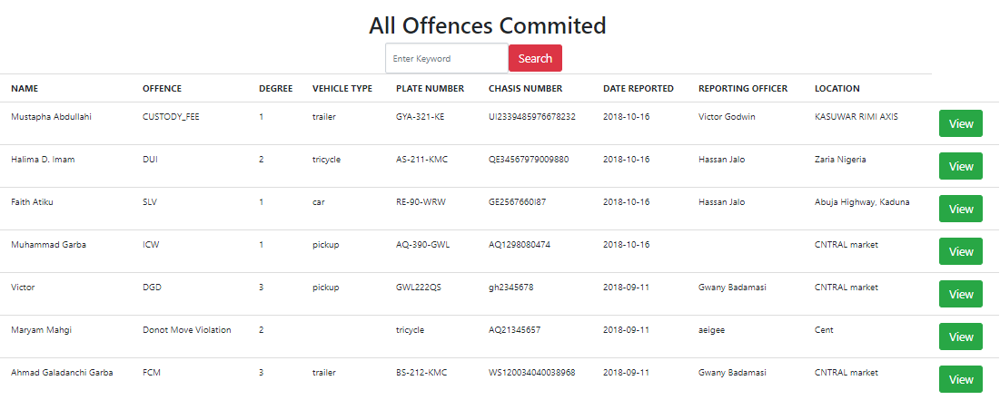 All Offences Commited
Enter Keyword Search
NAME OFFENCE DEGREE VEHICLE TYPE PLATE NUMBER CHASIS NUMBER DATE REPORTED REPORTING OFFICER LOCATION
Mustapha Abdullahi CUSTODY_FEE 1 trailer GYA-321-KE UI2339485976678232 2018-10-16 Victor Godwin KASUWAR RIMI AXIS View
Halima D. Imam DUI 2 tricycle AS-211-KMC QE34567979009880 2018-10-16 Hassan Jalo Zaria Nigeria View
Faith Atiku SLV 1 car RE-90-WRW GE2567660I87 2018-10-16 Hassan Jalo Abuja Highway, Kaduna View
Muhammad Garba ICW 1 pickup AQ-390-GWL AQ1298080474 2018-10-16 CNTRAL market View
Victor DGD 3 pickup GWL222QS gh2345678 2018-09-11 Gwany Badamasi CNTRAL market View
Maryam Mahgi Donot Move Violation 2 tricycle AQ21345657 2018-09-11 aeigee Cent View
Ahmad Galadanchi Garba FCM 3 trailer BS-212-KMC WS120034040038968 2018-09-11 Gwany Badamasi CNTRAL market View